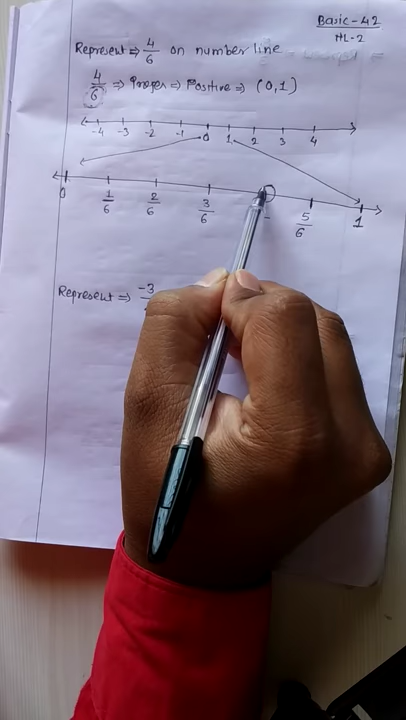 Basic-42
NL-2
Represent ⇒ 4/6 on number line
4/6 ⇒ Proper ⇒ Positive ⇒ (0,1)
-4 -3 -2 -1 0 1 2 3 4
0 1/6 2/6 3/6 5/6 1
Represent ⇒ -3